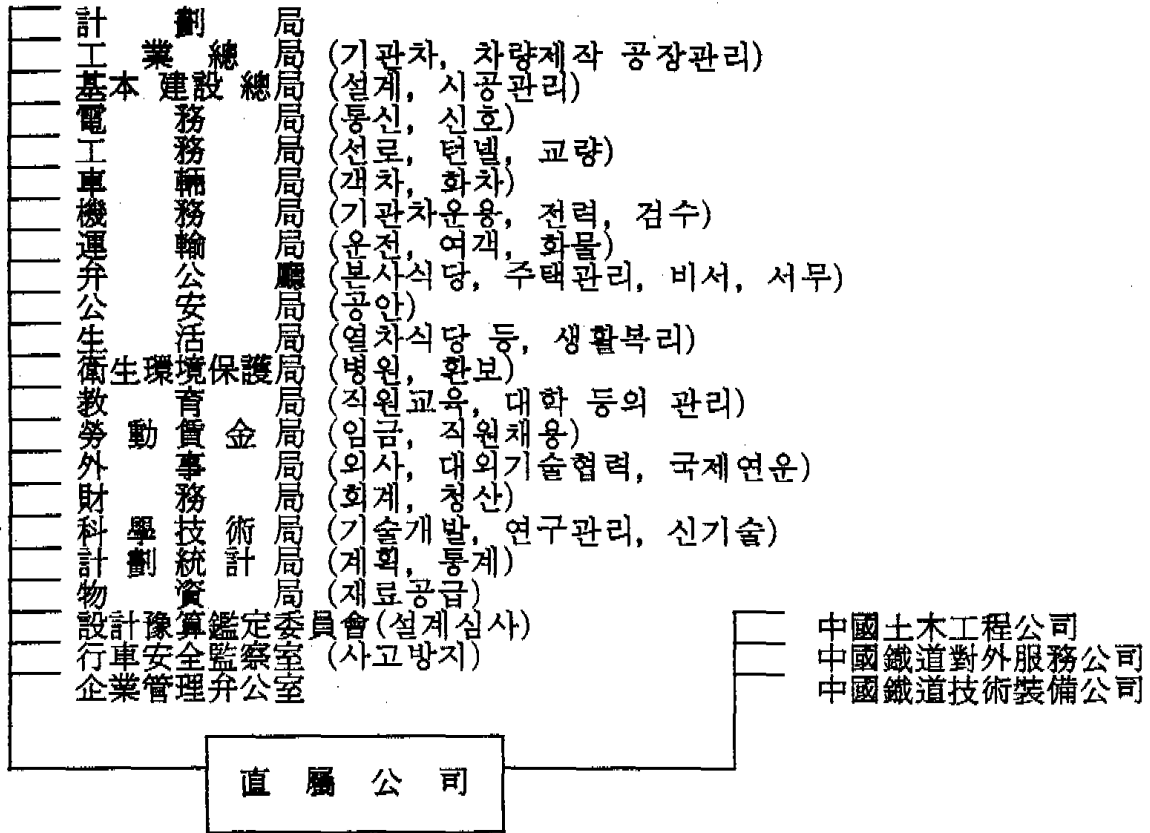 計劃局
工業總局 (기관차, 차량제작 공장관리)
基本建設總局 (설계, 시공관리)
電務局 (통신, 신호)
工務局 (선로, 턴넬, 교량)
車輛局 (객차, 화차)
機務局 (기관차운용, 전력, 검수)
運輸局 (운전, 여객, 화물)
弁公廳 (본사식당, 주택관리, 비서, 서무)
公安局 (공안)
生活局 (열차식당 등, 생활복리)
衛生環境保護局 (병원, 환보)
教育局 (직원교육, 대학 등의 관리)
勞動賃金局 (임금, 직원채용)
外事局 (외사, 대외기술협력, 국제연운)
財務局 (회계, 청산)
科學技術局 (기술개발, 연구관리, 신기술)
計劃統計局 (계획, 통계)
物資局 (재료공급)
設計豫算鑑定委員會(설계심사)
行車安全監察室 (사고방지)
企業管理弁公室
中國土木工程公司
中國鐵道對外服務公司
中國鐵道技術裝備公司
直屬公司